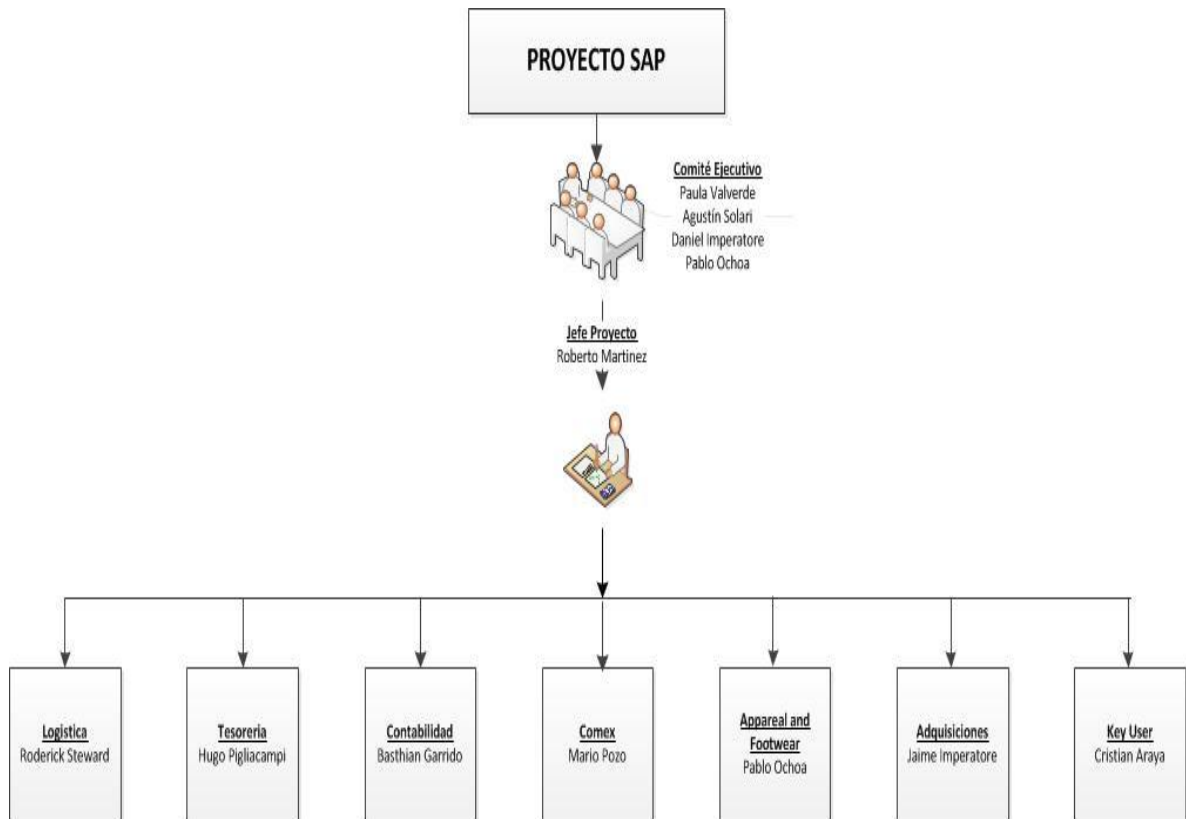 PROYECTO SAP
Comité Ejecutivo
Paula Valverde
Agustín Solari
Daniel Imperatore
Pablo Ochoa
Jefe Proyecto
Roberto Martinez
Logistica
Roderick Steward
Tesoreria
Hugo Pigliacampi
Contabilidad
Basthian Garrido
Comex
Mario Pozo
Appareal and
Footwear
Pablo Ochoa
Adquisiciones
Jaime Imperatore
Key User
Cristian Araya